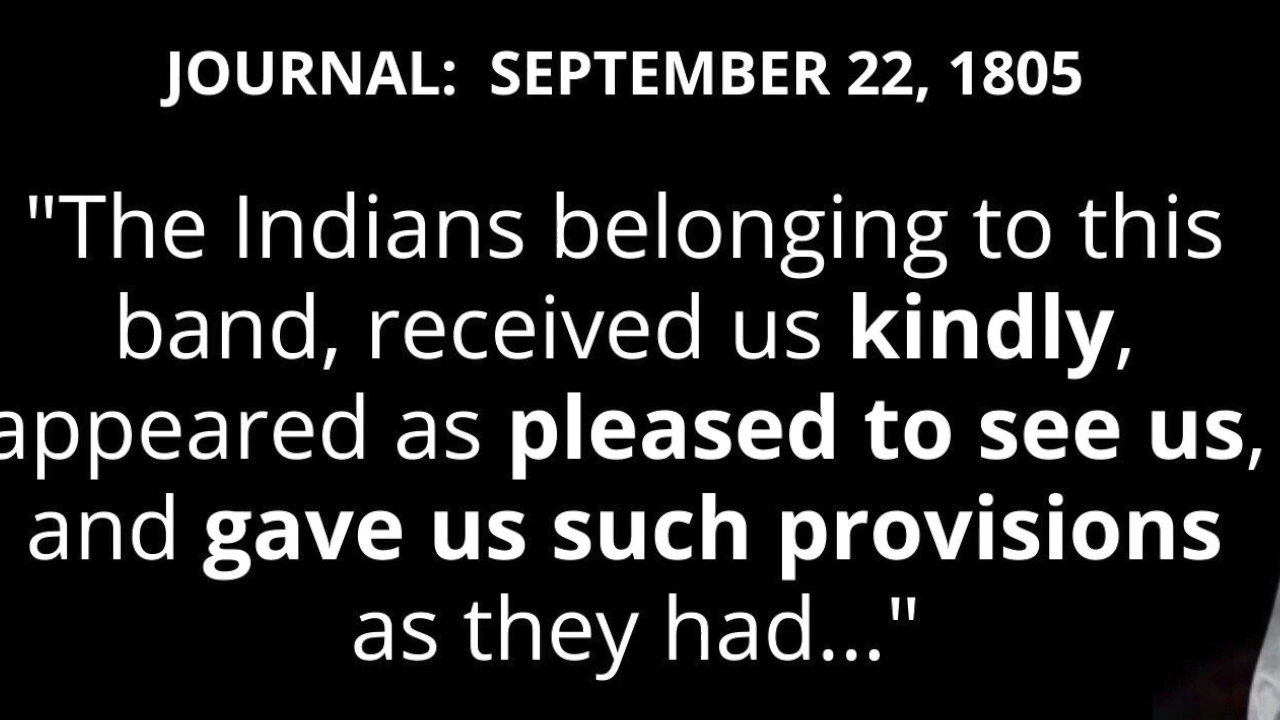 JOURNAL: SEPTEMBER 22, 1805
"The Indians belonging to this
band, received us kindly,
appeared as pleased to see us,
and gave us such provisions
as they had..."